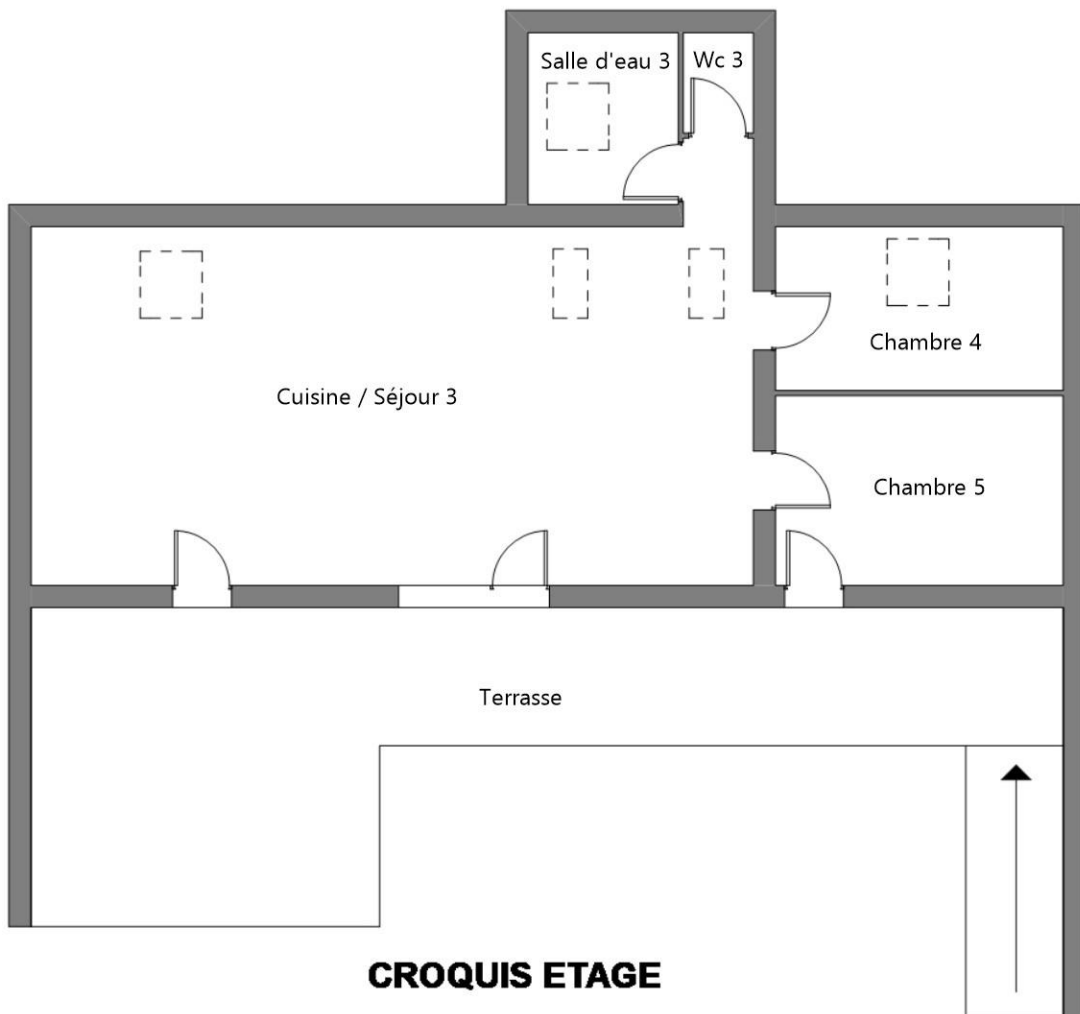 Salle d'eau 3
Wc 3
Chambre 4
Cuisine / Séjour 3
Chambre 5
Terrasse
CROQUIS ETAGE